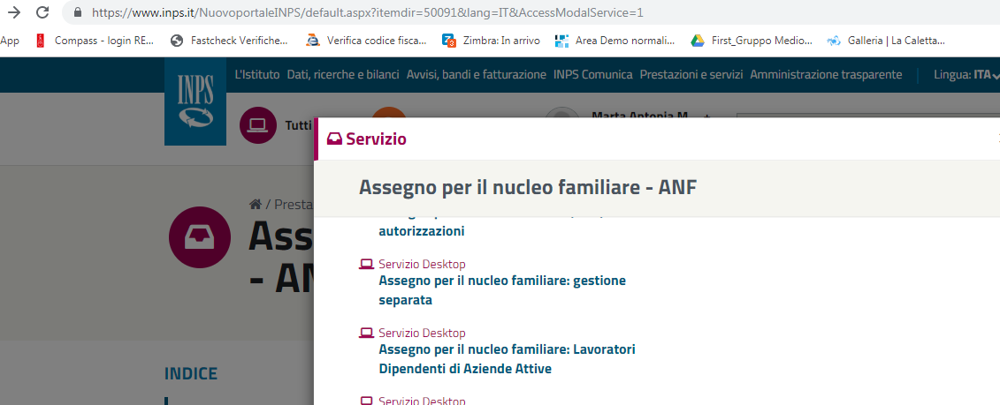 https://www.inps.it/NuovoportaleINPS/default.aspx?itemdir=50091&lang=IT&AccessModalService=1
App Compass - login RE... Fastcheck Verifiche... Verifica codice fisca... Zimbra: In arrivo Area Demo normali... First_Gruppo Medio... Galleria | La Caletta...
INPS
L'Istituto Dati, ricerche e bilanci Avvisi, bandi e fatturazione INPS Comunica Prestazioni e servizi Amministrazione trasparente Lingua: ITA
Tutti
Marta Antonia M
Servizio
Assegno per il nucleo familiare - ANF
/ Presta
Ass
- AN
autorizzazioni
Servizio Desktop
Assegno per il nucleo familiare: gestione
separata
Servizio Desktop
Assegno per il nucleo familiare: Lavoratori
Dipendenti di Aziende Attive
Servizio Desktop
INDICE